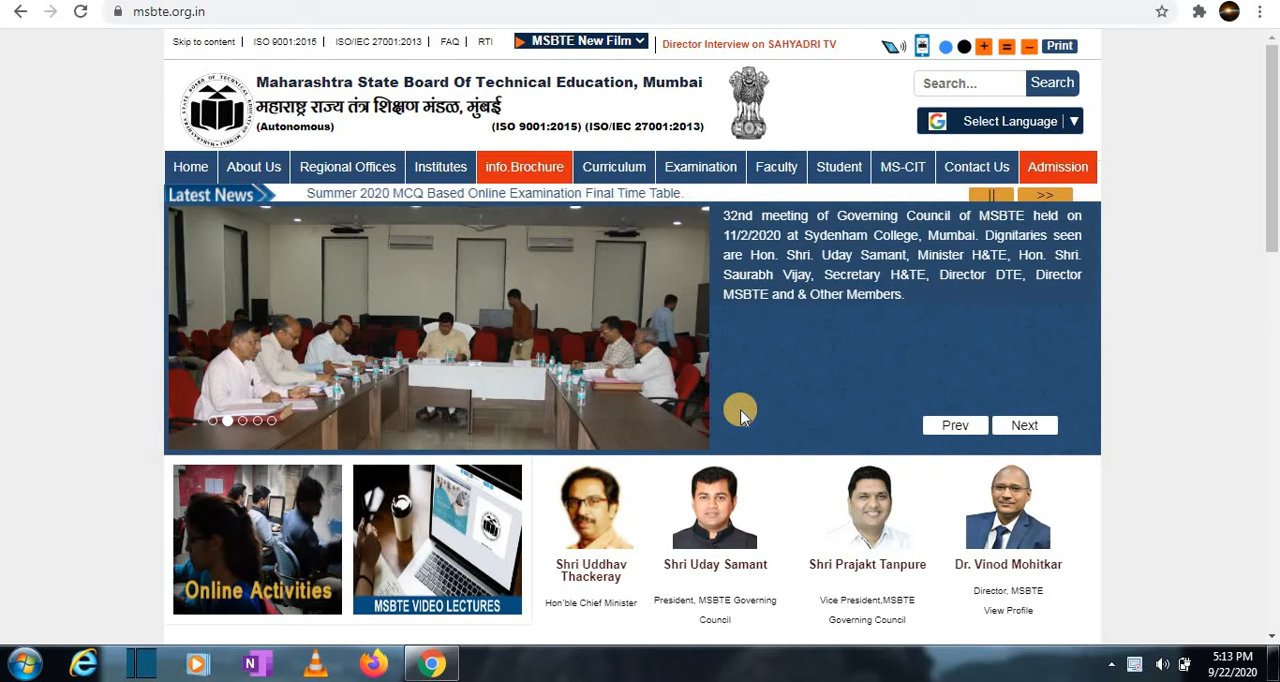 msbte.org.in
Skip to content | ISO 9001:2015 | ISO/IEC 27001:2013 | FAQ | RTI
MSBTE New Film
Director Interview on SAHYADRI TV
+ = − Print
Maharashtra State Board Of Technical Education, Mumbai
महाराष्ट्र राज्य तंत्र शिक्षण मंडळ, मुंबई
(Autonomous) (ISO 9001:2015) (ISO/IEC 27001:2013)
Search... Search
Select Language ▼
Home About Us Regional Offices Institutes info.Brochure Curriculum Examination Faculty Student MS-CIT Contact Us Admission
Latest News Summer 2020 MCQ Based Online Examination Final Time Table. || >>
32nd meeting of Governing Council of MSBTE held on
11/2/2020 at Sydenham College, Mumbai. Dignitaries seen
are Hon. Shri. Uday Samant, Minister H&TE, Hon. Shri.
Saurabh Vijay, Secretary H&TE, Director DTE, Director
MSBTE and & Other Members.
Prev Next
Online Activities
MSBTE VIDEO LECTURES
Shri Uddhav
Thackeray
Hon'ble Chief Minister
Shri Uday Samant
President, MSBTE Governing
Council
Shri Prajakt Tanpure
Vice President,MSBTE
Governing Council
Dr. Vinod Mohitkar
Director, MSBTE
View Profile
5:13 PM
9/22/2020